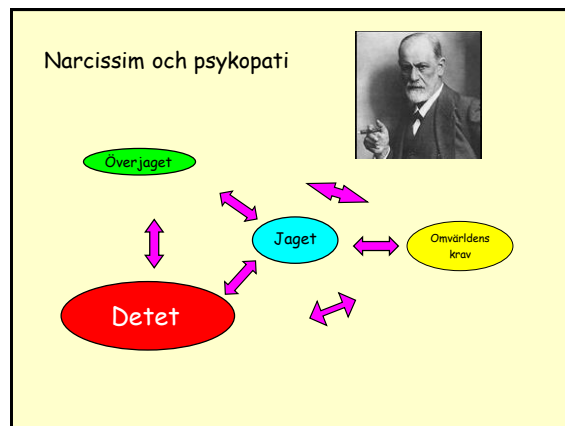 Narcissim och psykopati
Överjaget
Jaget
Omvärldens
krav
Detet